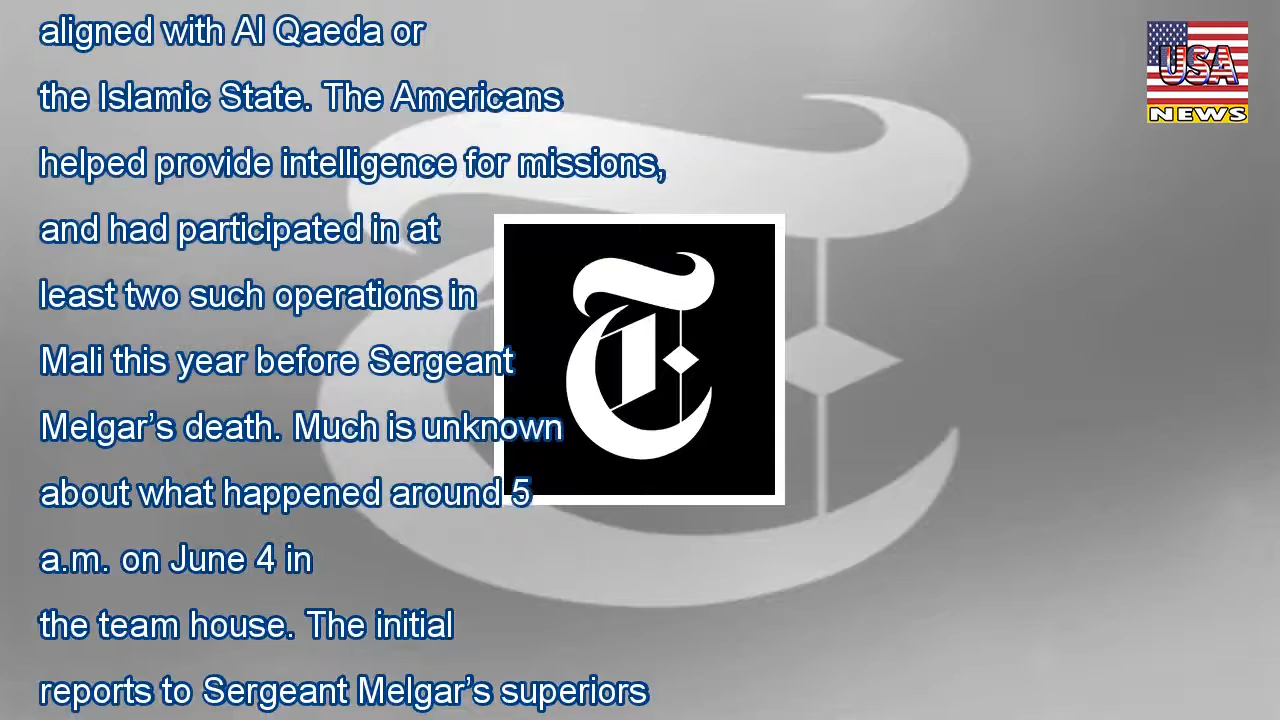 aligned with Al Qaeda or
the Islamic State. The Americans
helped provide intelligence for missions,
and had participated in at
least two such operations in
Mali this year before Sergeant
Melgar’s death. Much is unknown
about what happened around 5
a.m. on June 4 in
the team house. The initial
reports to Sergeant Melgar’s superiors
USA
NEWS
T